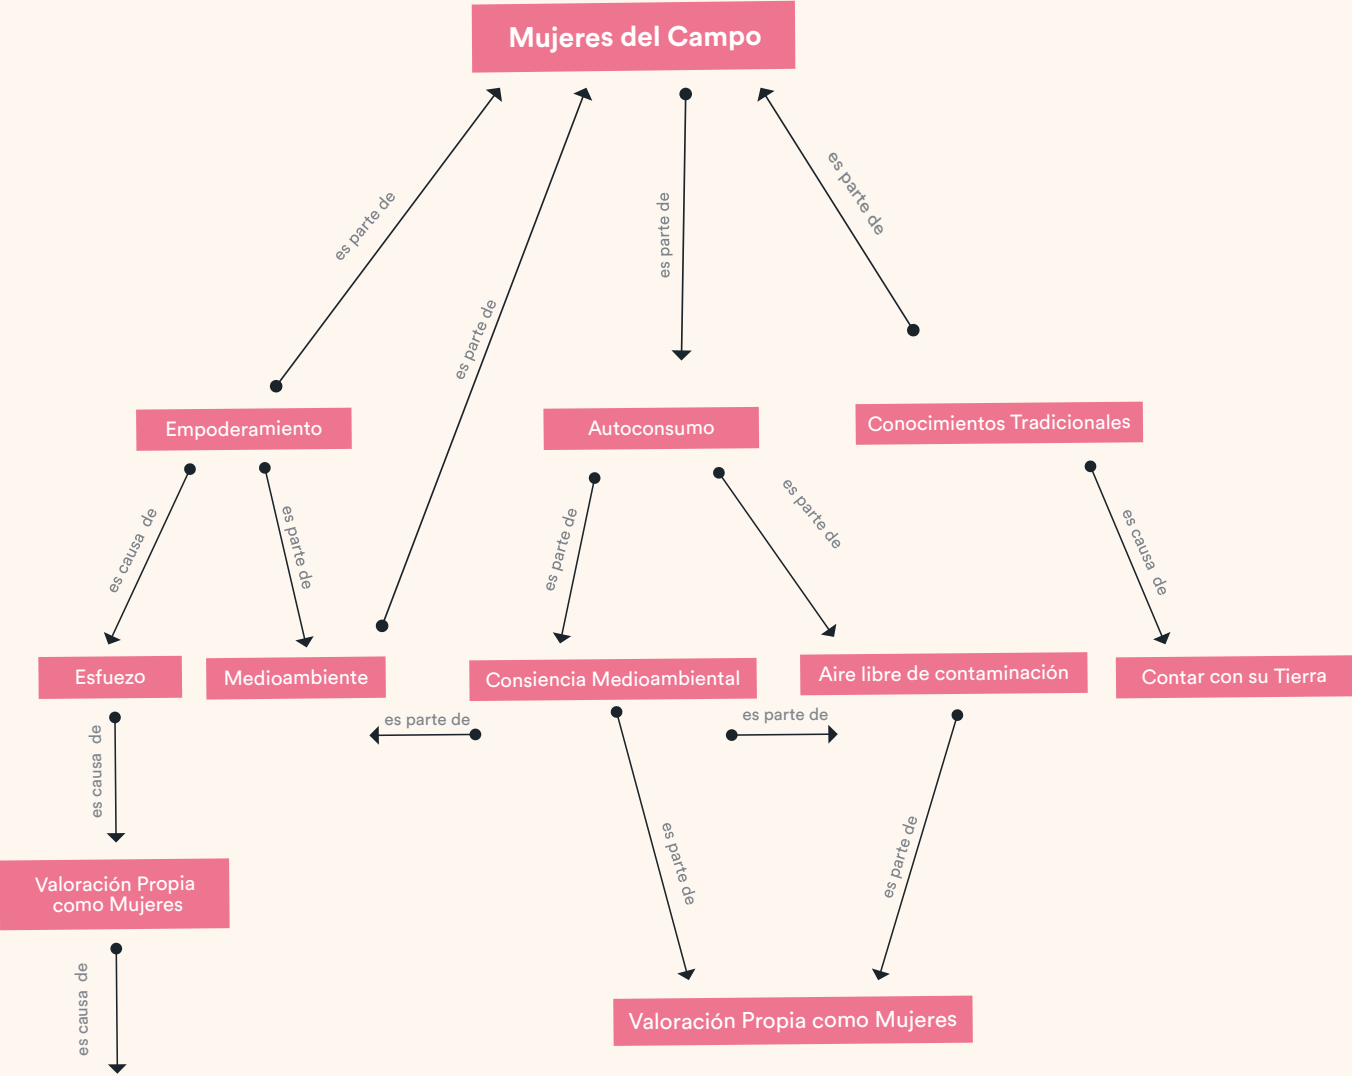 Mujeres del Campo
es parte de
es parte de
es parte de
es parte de
Empoderamiento
Autoconsumo
Conocimientos Tradicionales
es causa de
es parte de
es parte de
es parte de
es causa de
Esfuezo
Medioambiente
Consiencia Medioambiental
Aire libre de contaminación
Contar con su Tierra
es parte de
es parte de
es causa de
es parte de
es parte de
Valoración Propia
como Mujeres
es causa de
Valoración Propia como Mujeres